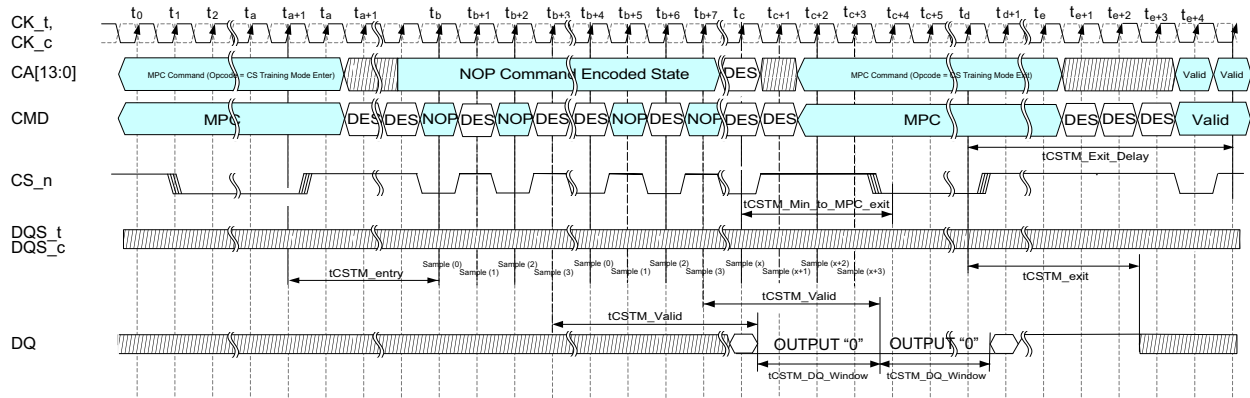 t0 t1 t2 ta ta+1 ta+1 tb tb+1 tb+2 tb+3 tb+4 tb+5 tb+6 tb+7 tc tc+1 tc+2 tc+3 tc+4 tc+5 td td+1 te te+1 te+2 te+3 te+4
CK_t,
CK_c
CA[13:0] MPC Command (Opcode = CS Training Mode Enter) NOP Command Encoded State DES MPC Command (Opcode = CS Training Mode Exit) Valid Valid
CMD MPC DES DES NOP DES NOP DES DES NOP DES NOP DES DES MPC DES DES DES Valid
tCSTM_Exit_Delay
CS_n
tCSTM_Min_to_MPC_exit
DQS_t
DQS_c
Sample (0) Sample (2) Sample (0) Sample (2) Sample (x) Sample (x+2)
Sample (1) Sample (3) Sample (1) Sample (3) Sample (x+1) Sample (x+3)
tCSTM_entry tCSTM_exit
tCSTM_Valid
tCSTM_Valid
DQ OUTPUT “0” OUTPUT “0”
tCSTM_DQ_Window tCSTM_DQ_Window